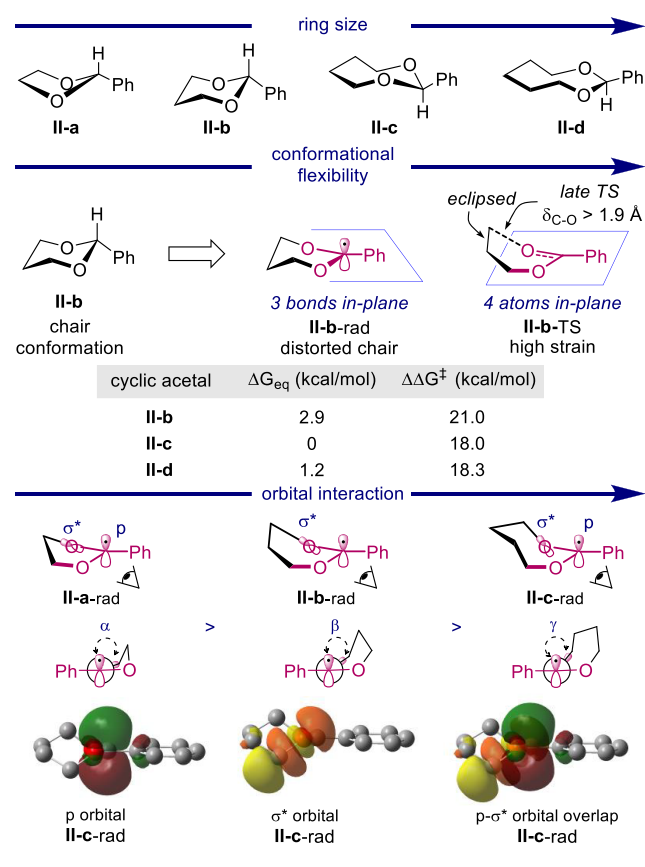 ring size
H
O
O
Ph
H
O
O
Ph
O
O
Ph
H
O
O
Ph
H
II-a
II-b
II-c
II-d
conformational
flexibility
H
O
O
Ph
O
O
Ph
eclipsed
late TS
δC-O > 1.9 Å
O
O
Ph
II-b
chair
conformation
3 bonds in-plane
II-b-rad
distorted chair
4 atoms in-plane
II-b-TS
high strain
cyclic acetal ΔGeq (kcal/mol) ΔΔG‡ (kcal/mol)
II-b 2.9 21.0
II-c 0 18.0
II-d 1.2 18.3
orbital interaction
σ* p
O
O
Ph
II-a-rad
σ*
O
O
Ph
II-b-rad
σ* p
O
O
Ph
II-c-rad
α > β > γ
Ph O
Ph O
Ph O
p orbital
II-c-rad
σ* orbital
II-c-rad
p-σ* orbital overlap
II-c-rad